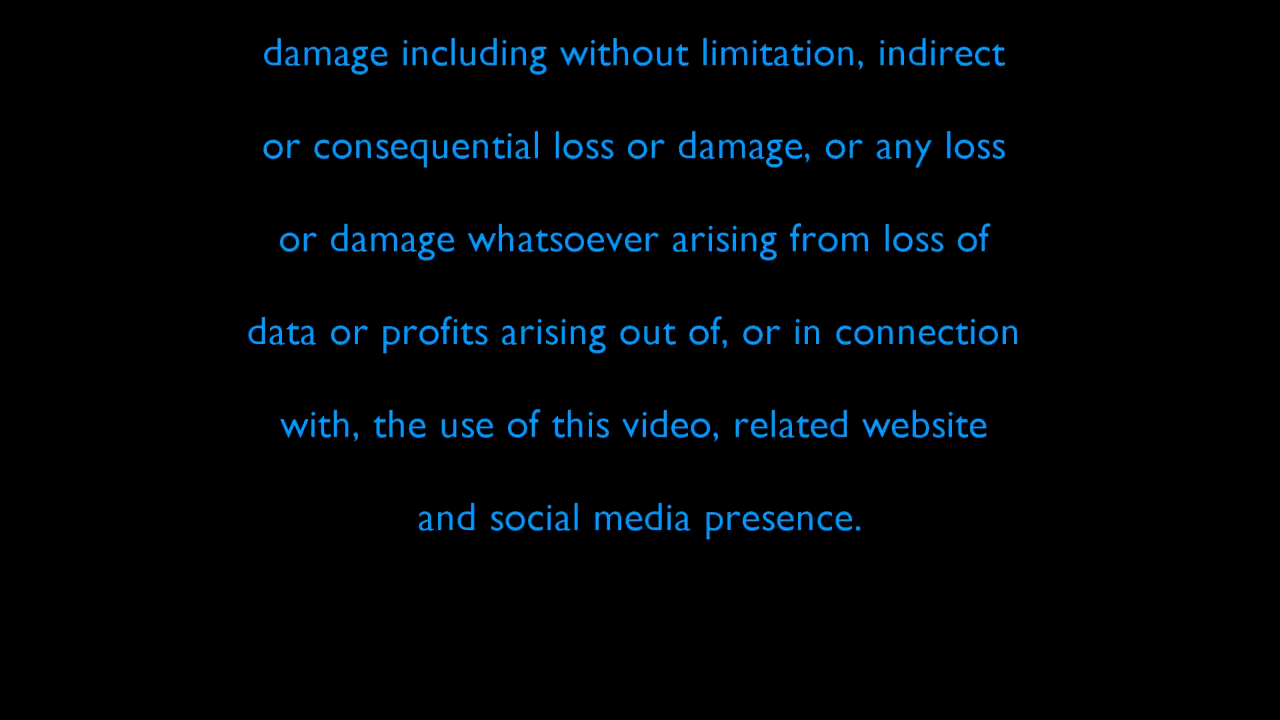 damage including without limitation, indirect
or consequential loss or damage, or any loss
or damage whatsoever arising from loss of
data or profits arising out of, or in connection
with, the use of this video, related website
and social media presence.